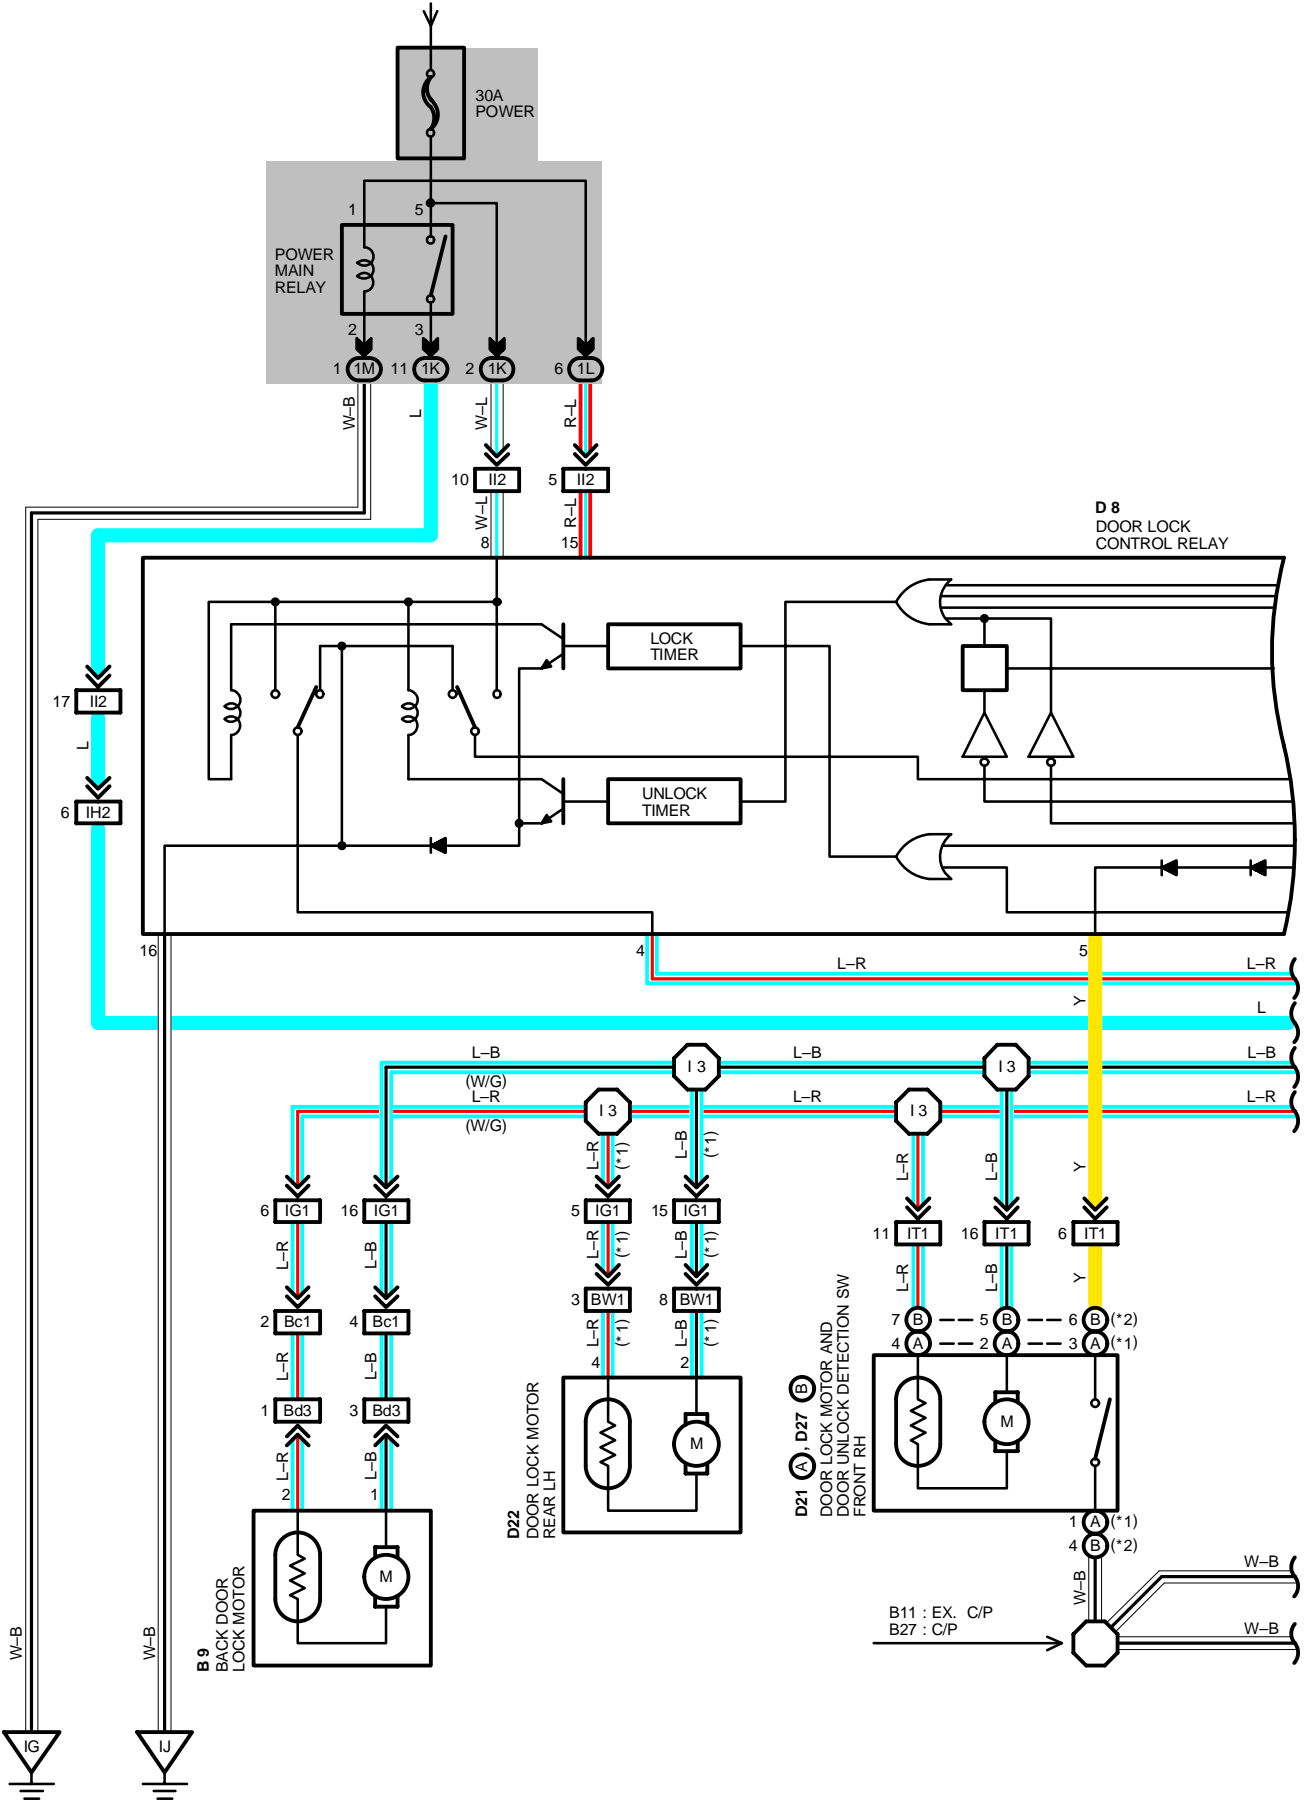 30A
POWER
1
5
POWER
MAIN
RELAY
2
3
1 1M 11 1K 2 1K 6 1L
W–B
L
W–L
R–L
10 II2 5 II2
W–L
R–L
8 15
D 8
DOOR LOCK
CONTROL RELAY
LOCK
TIMER
17 II2
L
6 IH2
UNLOCK
TIMER
16 4 5
L–R L–R
Y
L
L–B L–B L–B
(W/G)
I 3 I 3
L–R L–R L–R
(W/G)
I 3 I 3
L–R
(*1)
L–B
(*1)
L–R
L–B
Y
6 IG1 16 IG1 5 IG1 15 IG1
11 IT1 16 IT1 6 IT1
L–R
L–B
L–R
(*1)
L–B
(*1)
L–R
L–B
Y
3 BW1 8 BW1
2 Bc1 4 Bc1
7 B 5 B 6 B (*2)
4 A 2 A 3 A (*1)
L–R
L–B
L–R
(*1)
L–B
(*1)
4 2
1 Bd3 3 Bd3
L–R
L–B
2 1
M
M
D22
DOOR LOCK MOTOR
REAR LH
D21 A , D27 B
DOOR LOCK MOTOR AND
DOOR UNLOCK DETECTION SW
FRONT RH
1 A (*1)
4 B (*2)
M
B 9
BACK DOOR
LOCK MOTOR
W–B
W–B
B11 : EX. C/P
B27 : C/P
W–B
W–B
W–B
IG IJ